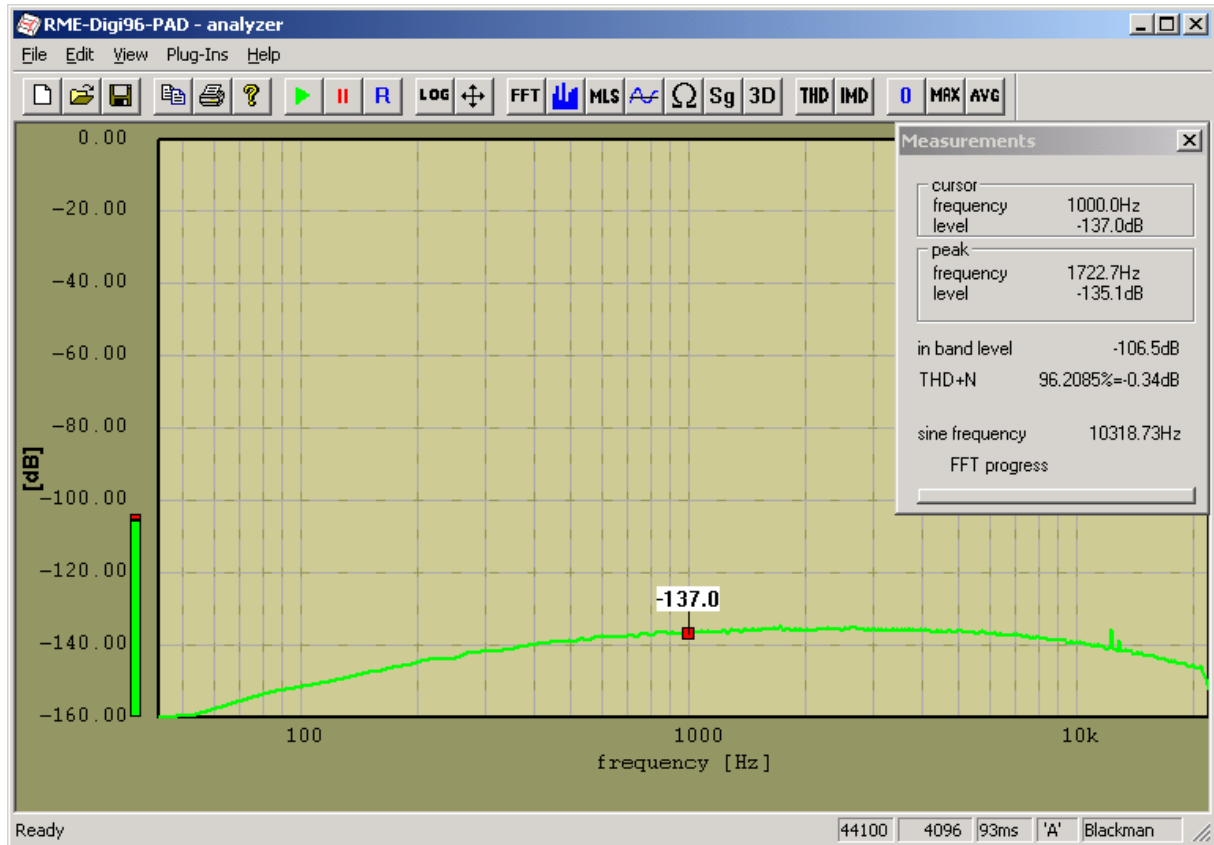 RME-Digi96-PAD - analyzer
File Edit View Plug-Ins Help
R LOG FFT MLS Ω Sg 3D THD IMD 0 MAX AVG
Measurements
cursor
frequency 1000.0Hz
level -137.0dB
peak
frequency 1722.7Hz
level -135.1dB
in band level -106.5dB
THD+N 96.2085%=-0.34dB
sine frequency 10318.73Hz
FFT progress
0.00
-20.00
-40.00
-60.00
-80.00
[dB]
-100.00
-120.00
-137.0
-140.00
-160.00
100 1000 10k
frequency [Hz]
Ready 44100 4096 93ms 'A' Blackman